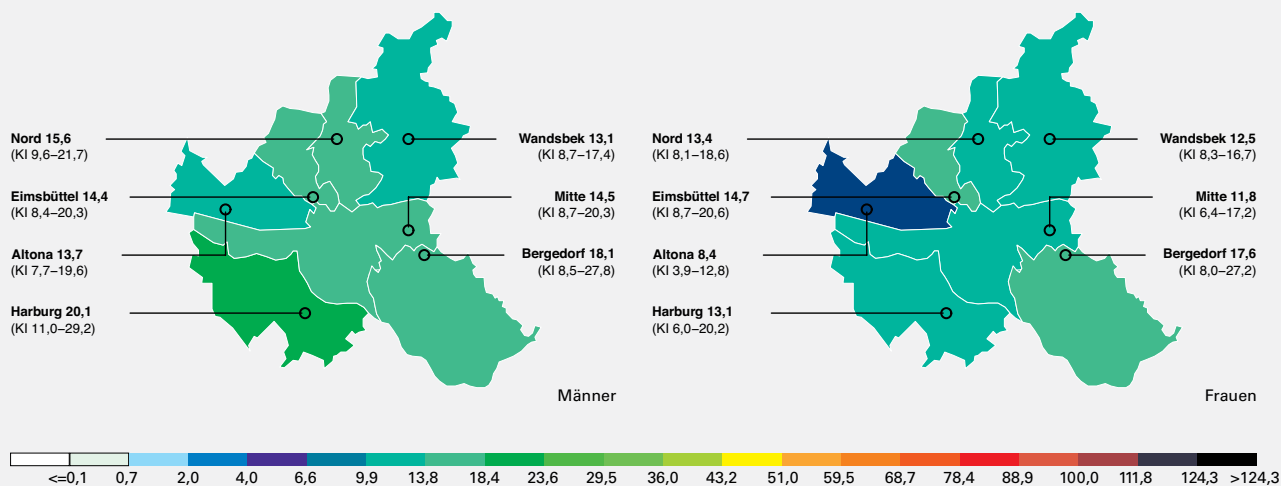 Nord 15,6
(KI 9,6–21,7)
Eimsbüttel 14,4
(KI 8,4–20,3)
Altona 13,7
(KI 7,7–19,6)
Harburg 20,1
(KI 11,0–29,2)
Wandsbek 13,1
(KI 8,7–17,4)
Mitte 14,5
(KI 8,7–20,3)
Bergedorf 18,1
(KI 8,5–27,8)
Männer
Nord 13,4
(KI 8,1–18,6)
Eimsbüttel 14,7
(KI 8,7–20,6)
Altona 8,4
(KI 3,9–12,8)
Harburg 13,1
(KI 6,0–20,2)
Wandsbek 12,5
(KI 8,3–16,7)
Mitte 11,8
(KI 6,4–17,2)
Bergedorf 17,6
(KI 8,0–27,2)
Frauen
<=0,1 0,7 2,0 4,0 6,6 9,9 13,8 18,4 23,6 29,5 36,0 43,2 51,0 59,5 68,7 78,4 88,9 100,0 111,8 124,3 >124,3